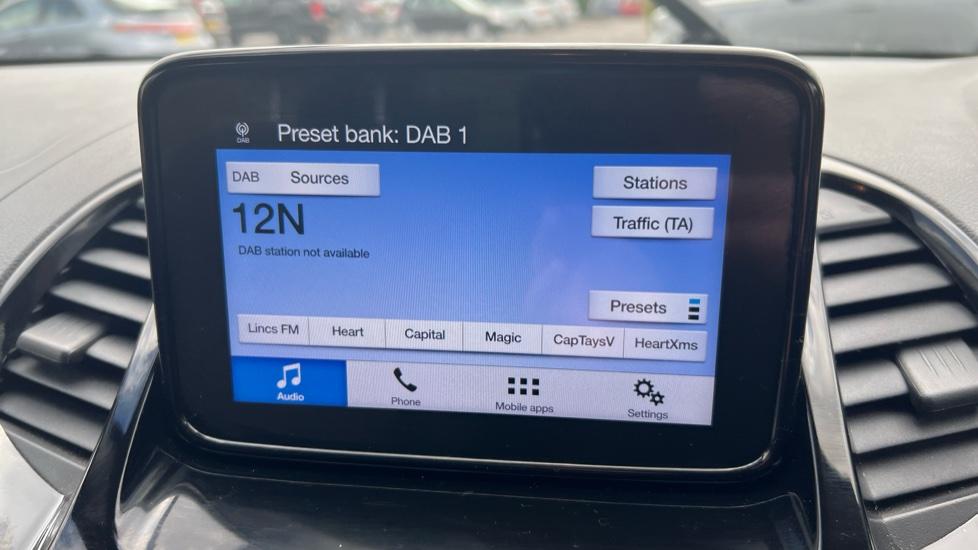 DAB Preset bank: DAB 1
DAB Sources
Stations
12N
Traffic (TA)
DAB station not available
Presets
Lincs FM Heart Capital Magic CapTaysV HeartXms
Audio Phone Mobile apps Settings